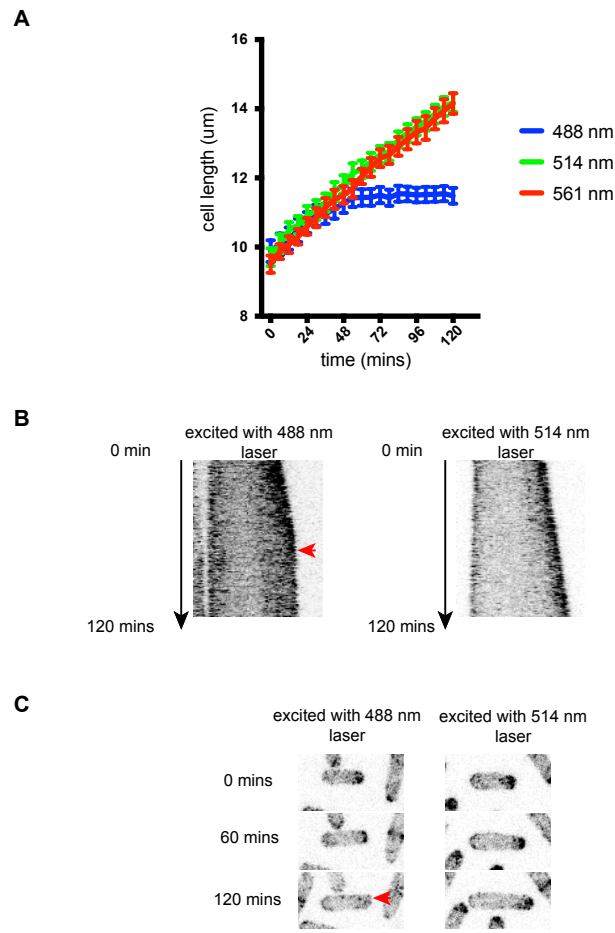 A
16
14
12
10
8
cell length (um)
0
24
48
72
96
120
time (mins)
488 nm
514 nm
561 nm
B
0 min
excited with 488 nm
laser
120 mins
0 min
excited with 514 nm
laser
120 mins
C
excited with 488 nm
laser
excited with 514 nm
laser
0 mins
60 mins
120 mins